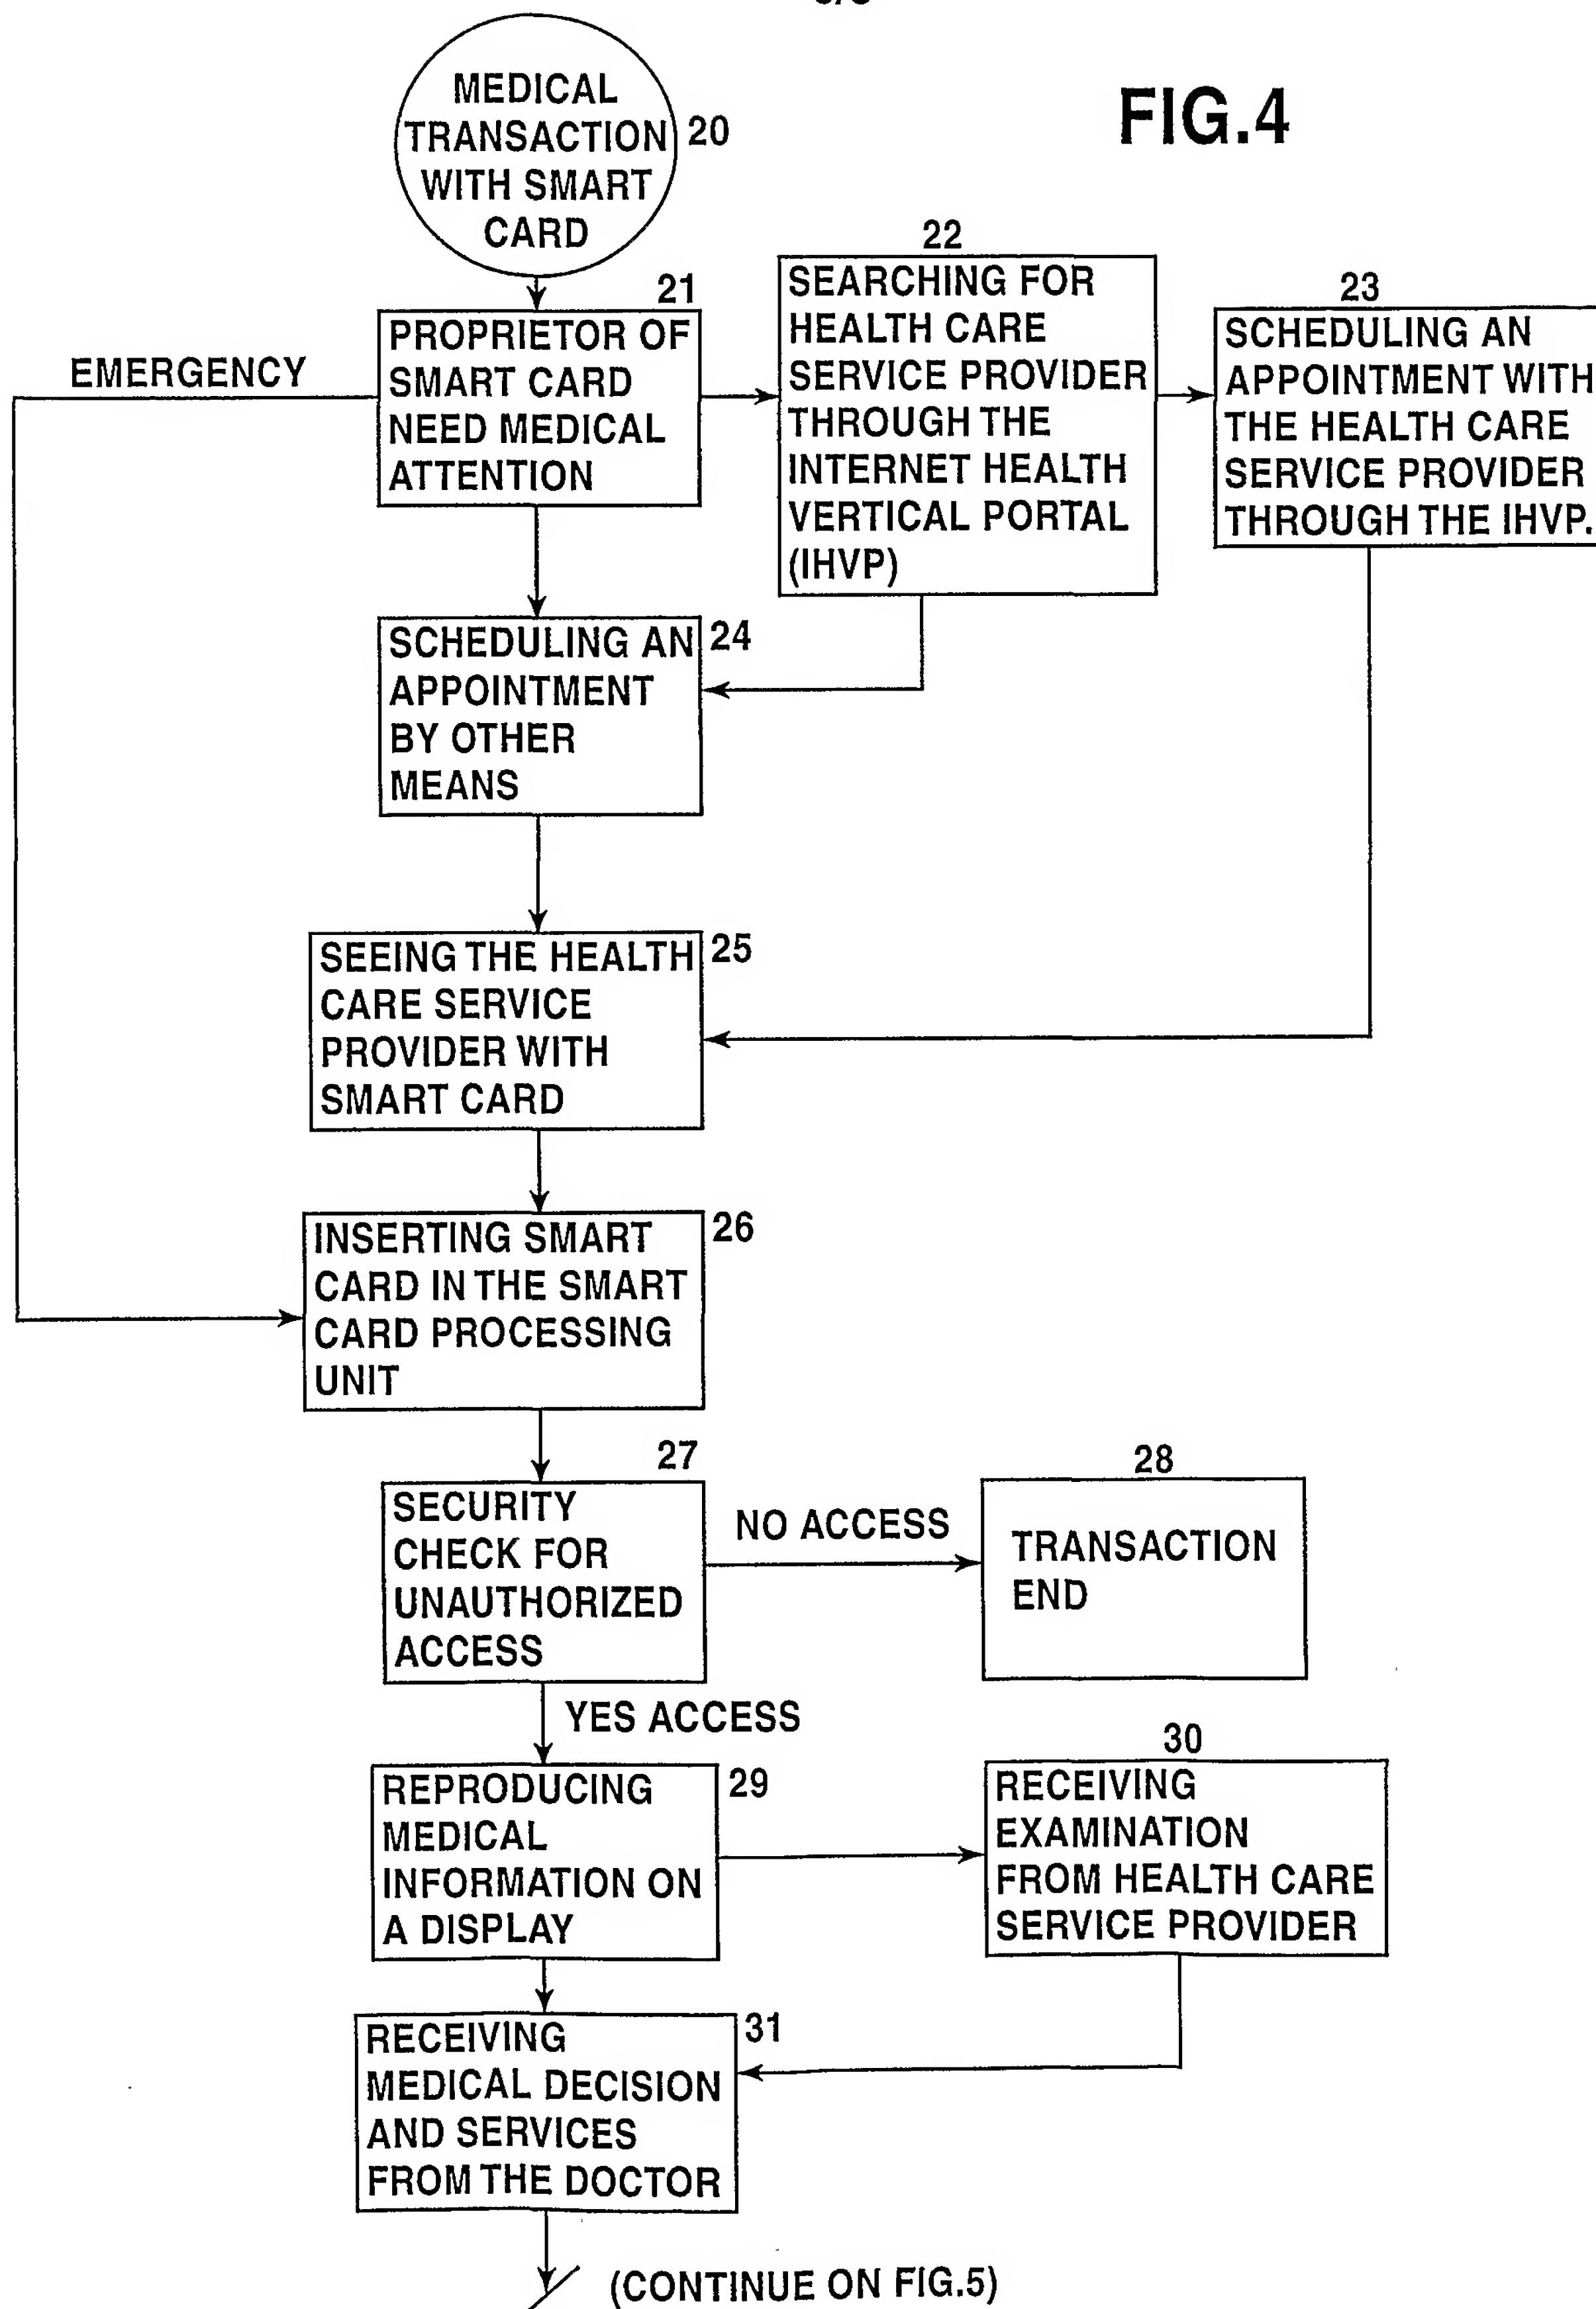 FIG.4
MEDICAL
TRANSACTION
WITH SMART
CARD
20
21
PROPRIETOR OF
SMART CARD
NEED MEDICAL
ATTENTION
EMERGENCY
22
SEARCHING FOR
HEALTH CARE
SERVICE PROVIDER
THROUGH THE
INTERNET HEALTH
VERTICAL PORTAL
(IHVP)
23
SCHEDULING AN
APPOINTMENT WITH
THE HEALTH CARE
SERVICE PROVIDER
THROUGH THE IHVP.
24
SCHEDULING AN
APPOINTMENT
BY OTHER
MEANS
25
SEEING THE HEALTH
CARE SERVICE
PROVIDER WITH
SMART CARD
26
INSERTING SMART
CARD IN THE SMART
CARD PROCESSING
UNIT
27
SECURITY
CHECK FOR
UNAUTHORIZED
ACCESS
NO ACCESS
28
TRANSACTION
END
YES ACCESS
29
REPRODUCING
MEDICAL
INFORMATION ON
A DISPLAY
30
RECEIVING
EXAMINATION
FROM HEALTH CARE
SERVICE PROVIDER
31
RECEIVING
MEDICAL DECISION
AND SERVICES
FROM THE DOCTOR
(CONTINUE ON FIG.5)